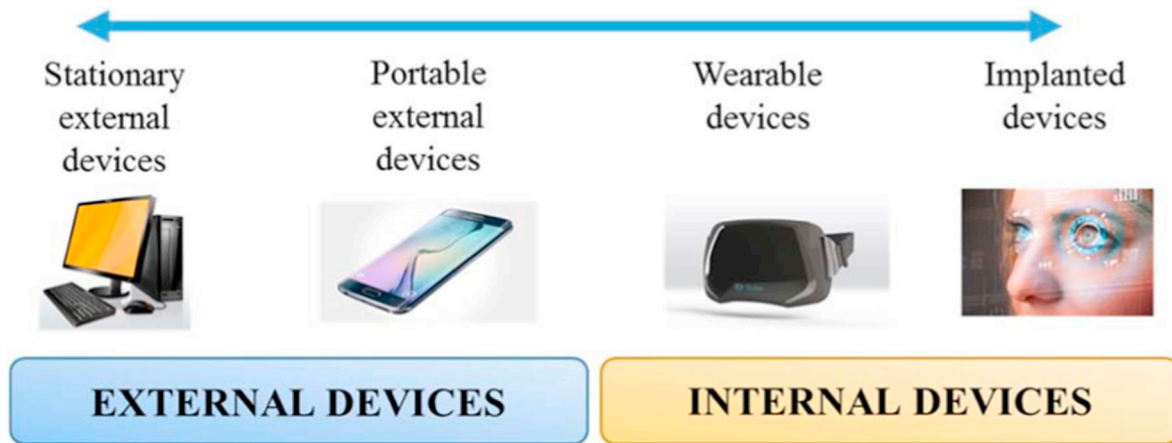 Stationary
external
devices
Portable
external
devices
Wearable
devices
Implanted
devices
EXTERNAL DEVICES
INTERNAL DEVICES